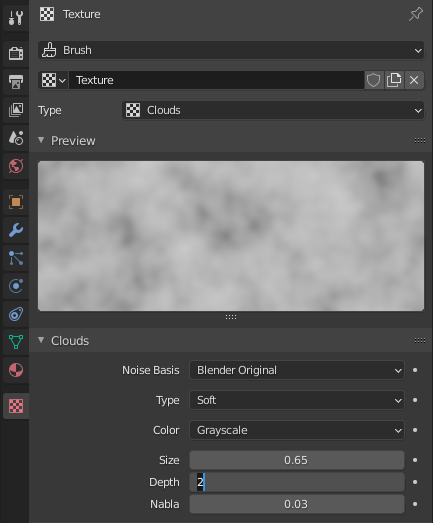 Texture
Brush
Texture
Type Clouds
Preview
Clouds
Noise Basis Blender Original
Type Soft
Color Grayscale
Size 0.65
Depth 2
Nabla 0.03